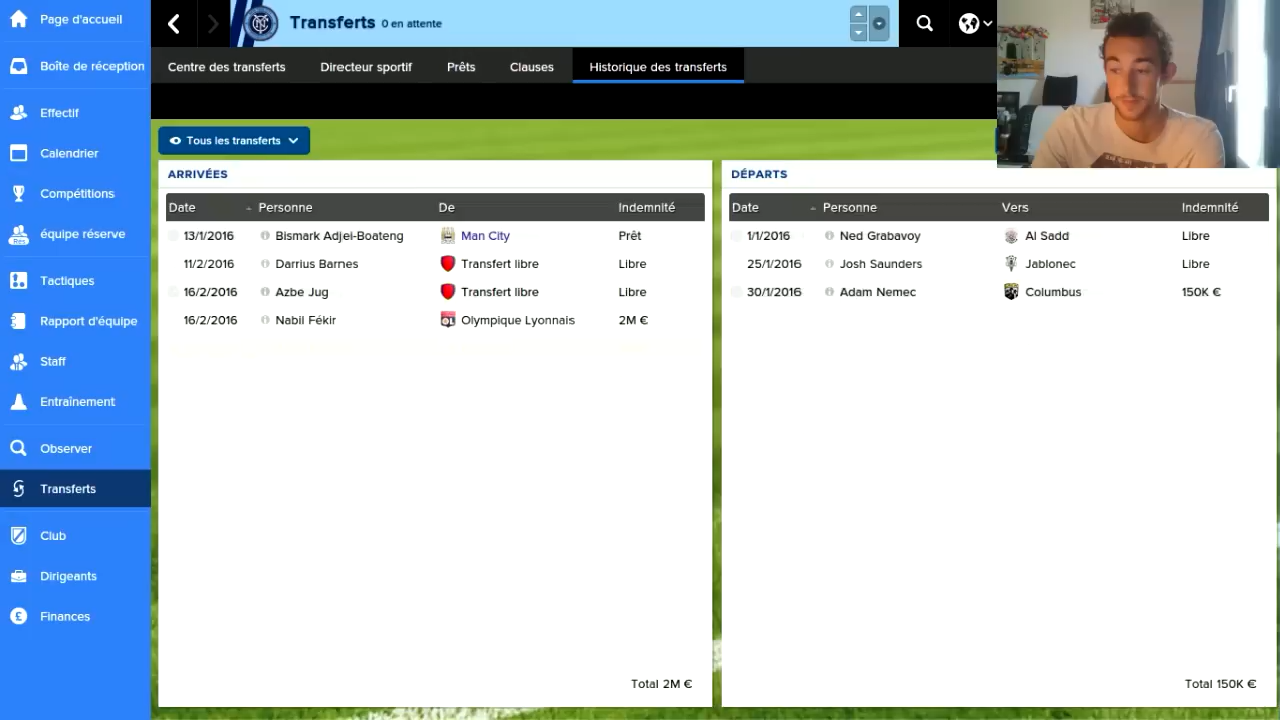 Page d'accueil
Boîte de réception
Effectif
Calendrier
Compétitions
équipe réserve
Tactiques
Rapport d'équipe
Staff
Entraînement
Observer
Transferts
Club
Dirigeants
Finances
Transferts 0 en attente
Centre des transferts Directeur sportif Prêts Clauses Historique des transferts
Tous les transferts
ARRIVÉES
Date Personne De Indemnité
13/1/2016 Bismark Adjei-Boateng Man City Prêt
11/2/2016 Darrius Barnes Transfert libre Libre
16/2/2016 Azbe Jug Transfert libre Libre
16/2/2016 Nabil Fékir Olympique Lyonnais 2M €
Total 2M €
DÉPARTS
Date Personne Vers Indemnité
1/1/2016 Ned Grabavoy Al Sadd Libre
25/1/2016 Josh Saunders Jablonec Libre
30/1/2016 Adam Nemec Columbus 150K €
Total 150K €